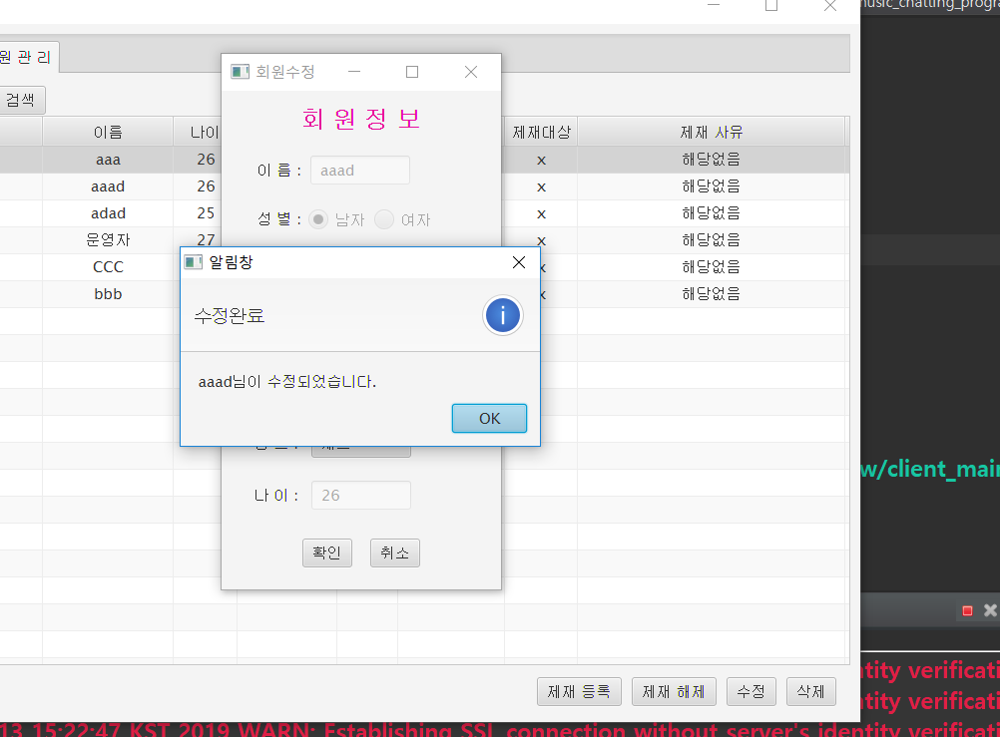 music_chatting_progra
원 관 리
회원수정
검색
회 원 정 보
이름 나이 제재대상 제재 사유
aaa 26 x 해당없음
aaad 26 x 해당없음
adad 25 x 해당없음
운영자 27 x 해당없음
CCC x 해당없음
bbb x 해당없음
이 름 : aaad
성 별 : 남자 여자
알림창
수정완료
aaad님이 수정되었습니다.
OK
w/client_main
나 이 : 26
확인 취소
제재 등록 제재 해제 수정 삭제
ntity verificati
ntity verificati
13 15:22:47 KST 2019 WARN: Establishing SSL connection without server's identity verificati